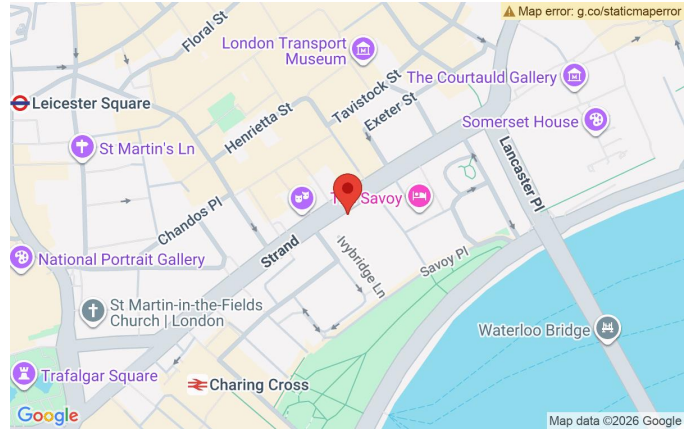 Map error: g.co/staticmaperror
Floral St
London Transport
Museum
Tavistock St
Exeter St
The Courtauld Gallery
Leicester Square
Henrietta St
Somerset House
St Martin's Ln
Lancaster Pl
Chandos Pl
Savoy
Strand
National Portrait Gallery
Ivybridge Ln
Savoy Pl
St Martin-in-the-Fields
Church | London
Waterloo Bridge
Trafalgar Square
Charing Cross
Google
Map data ©2026 Google